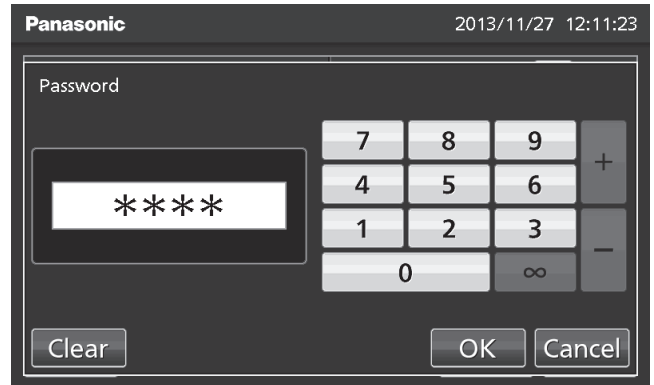 Panasonic 2013/11/27 12:11:23
Password
7 8 9 +
****
4 5 6
1 2 3 −
0 ∞
Clear OK Cancel